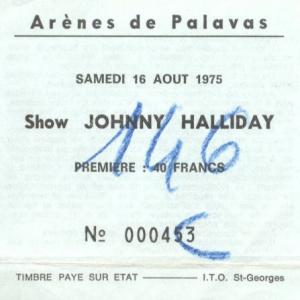 Arènes de Palavas
SAMEDI 16 AOUT 1975
Show JOHNNY HALLIDAY
146
PREMIERE : 40 FRANCS
C
№ 000453
TIMBRE PAYE SUR ETAT ———— I.T.O. St-Georges